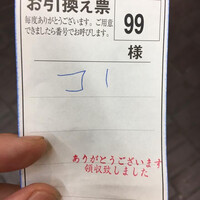 お引換え票
毎度ありがとうございます。ご用意
できましたら番号でお呼びします。
99
様
コー
ありがとうございます
領収致しました